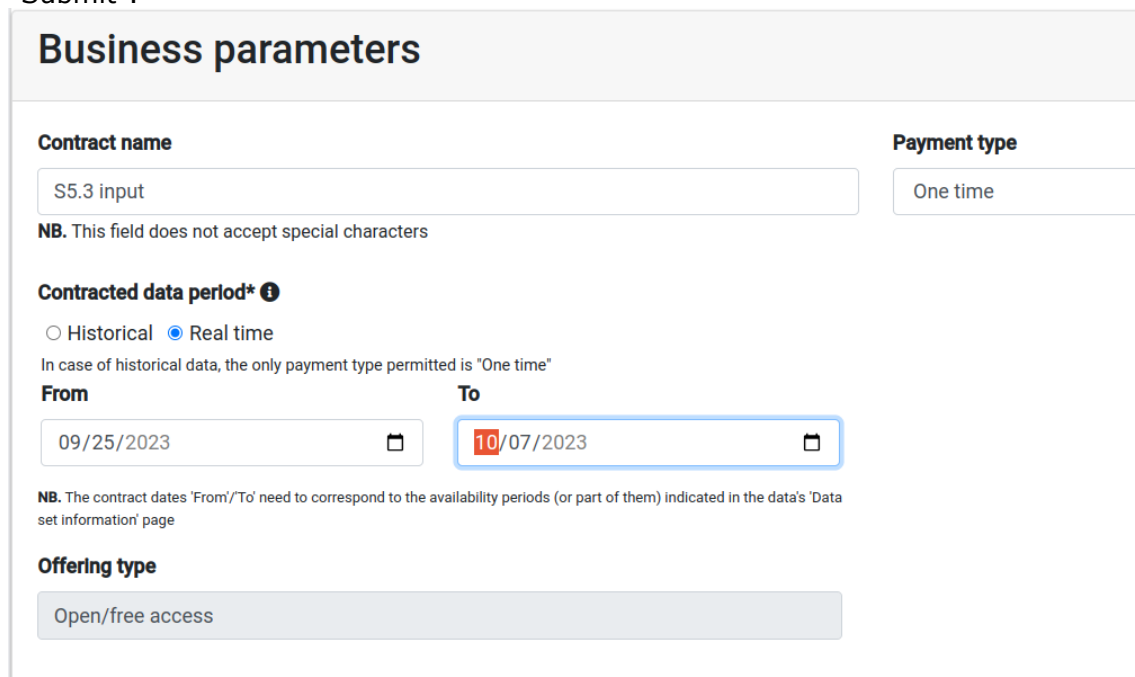 Business parameters
Contract name
Payment type
S5.3 input
One time
NB. This field does not accept special characters
Contracted data period*
Historical Real time
In case of historical data, the only payment type permitted is "One time"
From
To
09/25/2023
10/07/2023
NB. The contract dates 'From'/'To' need to correspond to the availability periods (or part of them) indicated in the data's 'Data
set information' page
Offering type
Open/free access